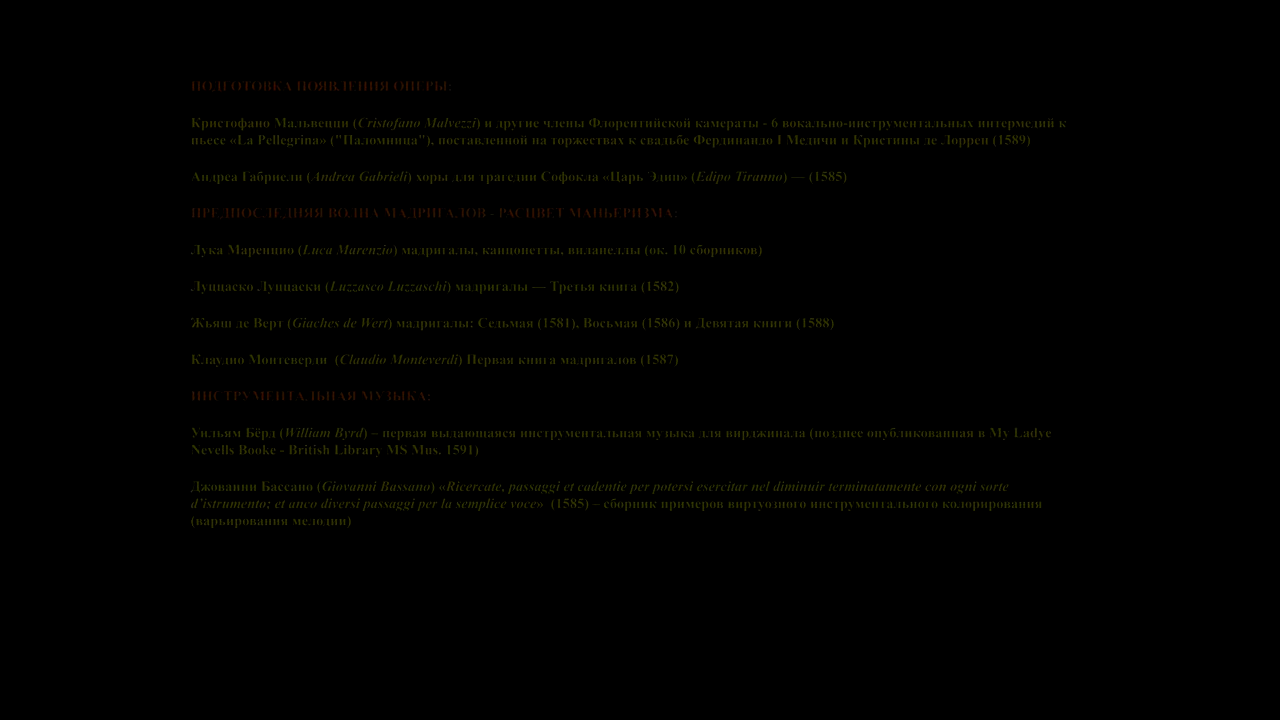 ПОДГОТОВКА ПОЯВЛЕНИЯ ОПЕРЫ:
Кристофано Мальвецци (Cristofano Malvezzi) и другие члены Флорентийской камераты - 6 вокально-инструментальных интермедий к
пьесе «La Pellegrina» ("Паломница"), поставленной на торжествах к свадьбе Фердинандо I Медичи и Кристины де Лоррен (1589)
Андреа Габриели (Andrea Gabrieli) хоры для трагедии Софокла «Царь Эдип» (Edipo Tiranno) — (1585)
ПРЕДПОСЛЕДНЯЯ ВОЛНА МАДРИГАЛОВ - РАСЦВЕТ МАНЬЕРИЗМА:
Лука Маренцио (Luca Marenzio) мадригалы, канцонетты, виланеллы (ок. 10 сборников)
Луццаско Луццаски (Luzzasco Luzzaschi) мадригалы — Третья книга (1582)
Жьяш де Верт (Giaches de Wert) мадригалы: Седьмая (1581), Восьмая (1586) и Девятая книги (1588)
Клаудио Монтеверди (Claudio Monteverdi) Первая книга мадригалов (1587)
ИНСТРУМЕНТАЛЬНАЯ МУЗЫКА:
Уильям Бёрд (William Byrd) – первая выдающаяся инструментальная музыка для вирджинала (позднее опубликованная в My Ladye
Nevells Booke - British Library MS Mus. 1591)
Джованни Бассано (Giovanni Bassano) «Ricercate, passaggi et cadentie per potersi esercitar nel diminuir terminatamente con ogni sorte
d'istrumento; et anco diversi passaggi per la semplice voce» (1585) – сборник примеров виртуозного инструментального колорирования
(варьирования мелодии)